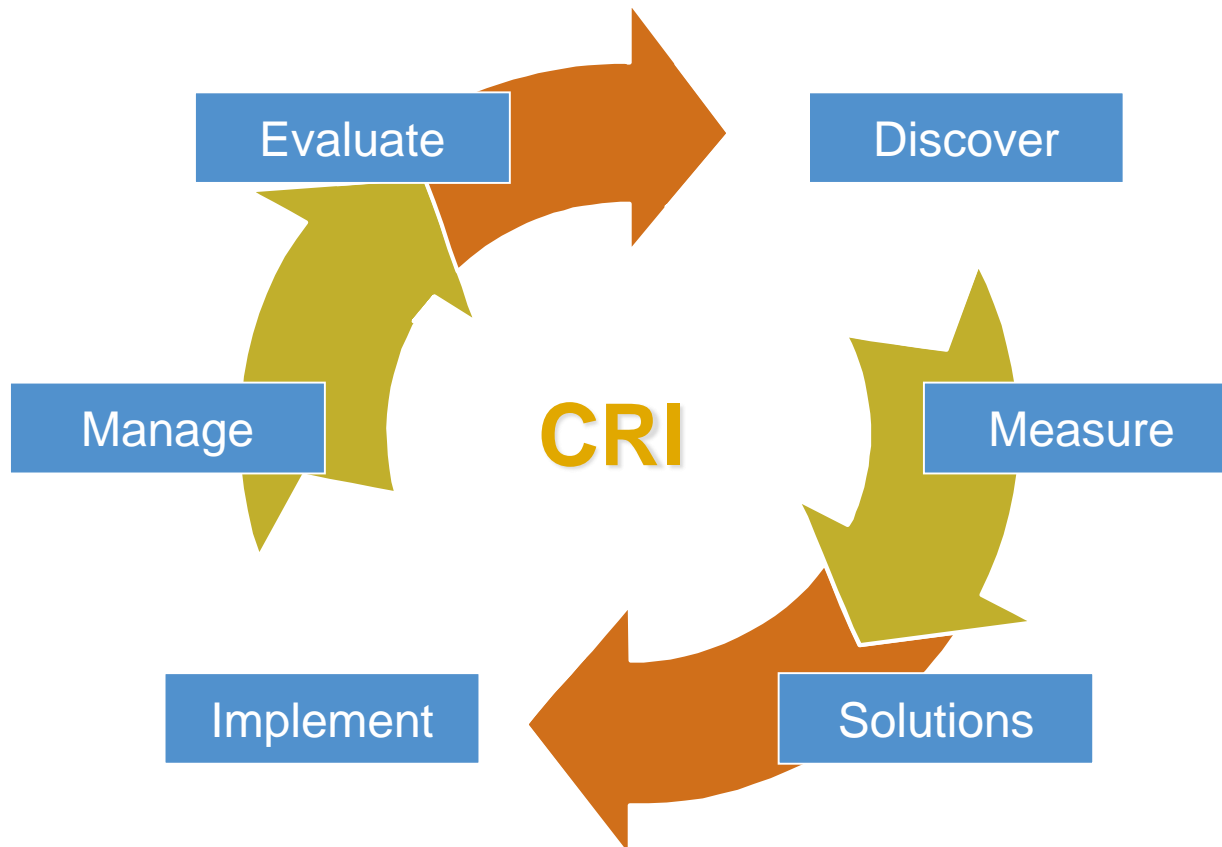 Evaluate
Discover
Manage
CRI
Measure
Implement
Solutions